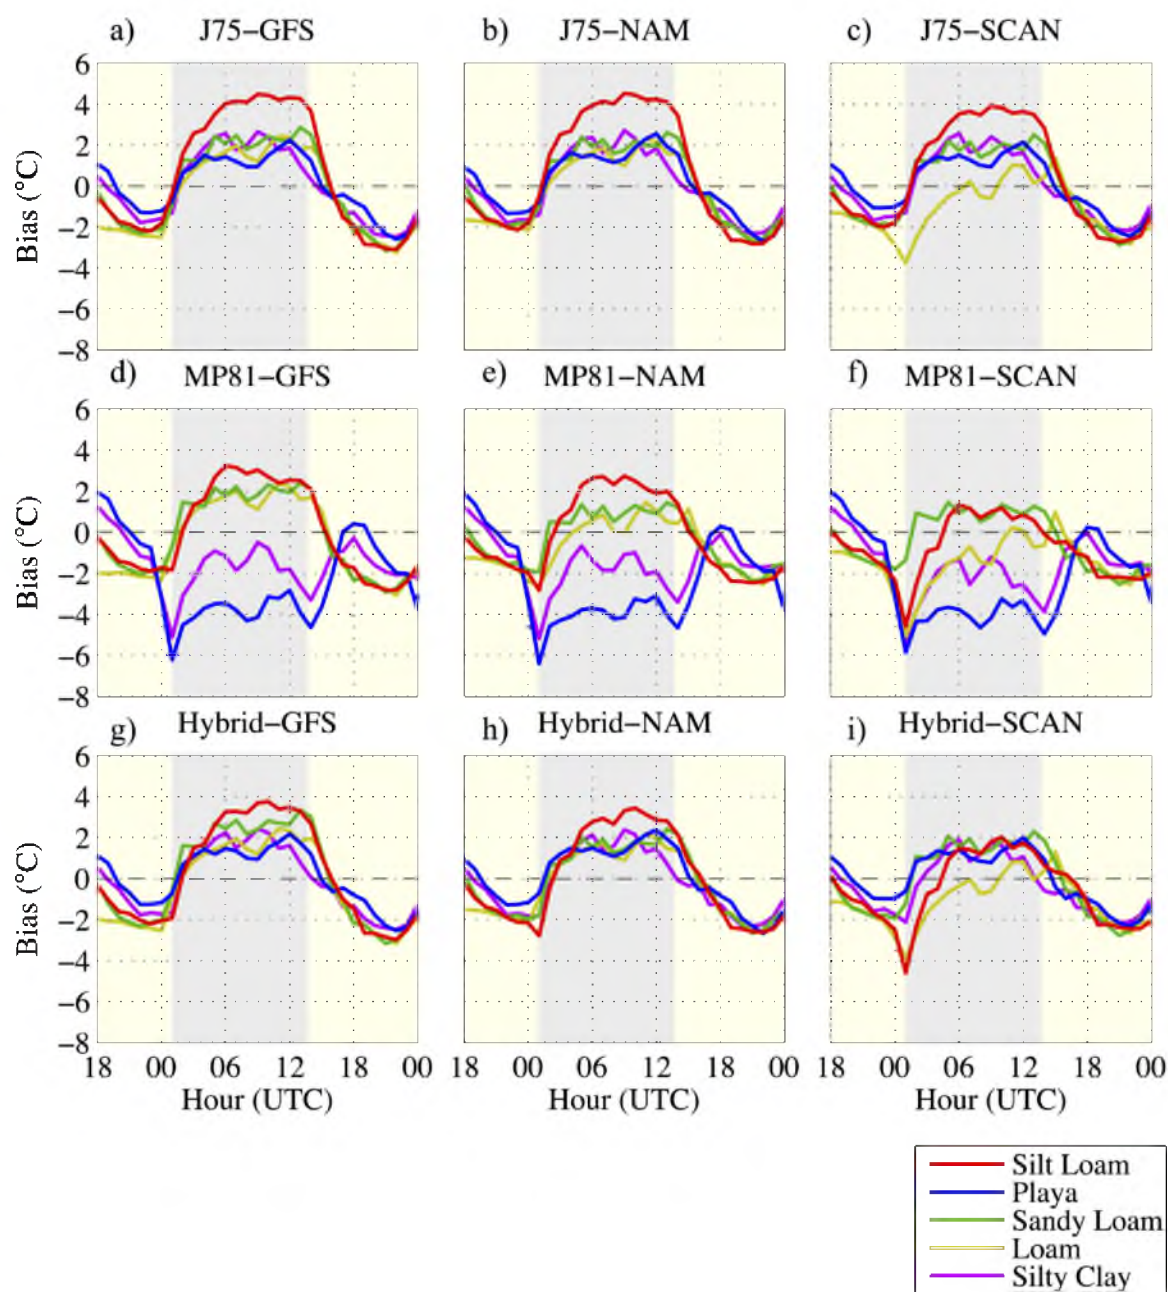 a) J75−GFS b) J75−NAM c) J75−SCAN
6
4
2
0
−2
−4
−6
−8
Bias (°C)
d) MP81−GFS e) MP81−NAM f) MP81−SCAN
6
4
2
0
−2
−4
−6
−8
Bias (°C)
g) Hybrid−GFS h) Hybrid−NAM i) Hybrid−SCAN
6
4
2
0
−2
−4
−6
−8
Bias (°C)
18 00 06 12 18 00 18 00 06 12 18 00 18 00 06 12 18 00
Hour (UTC) Hour (UTC) Hour (UTC)
Silt Loam
Playa
Sandy Loam
Loam
Silty Clay